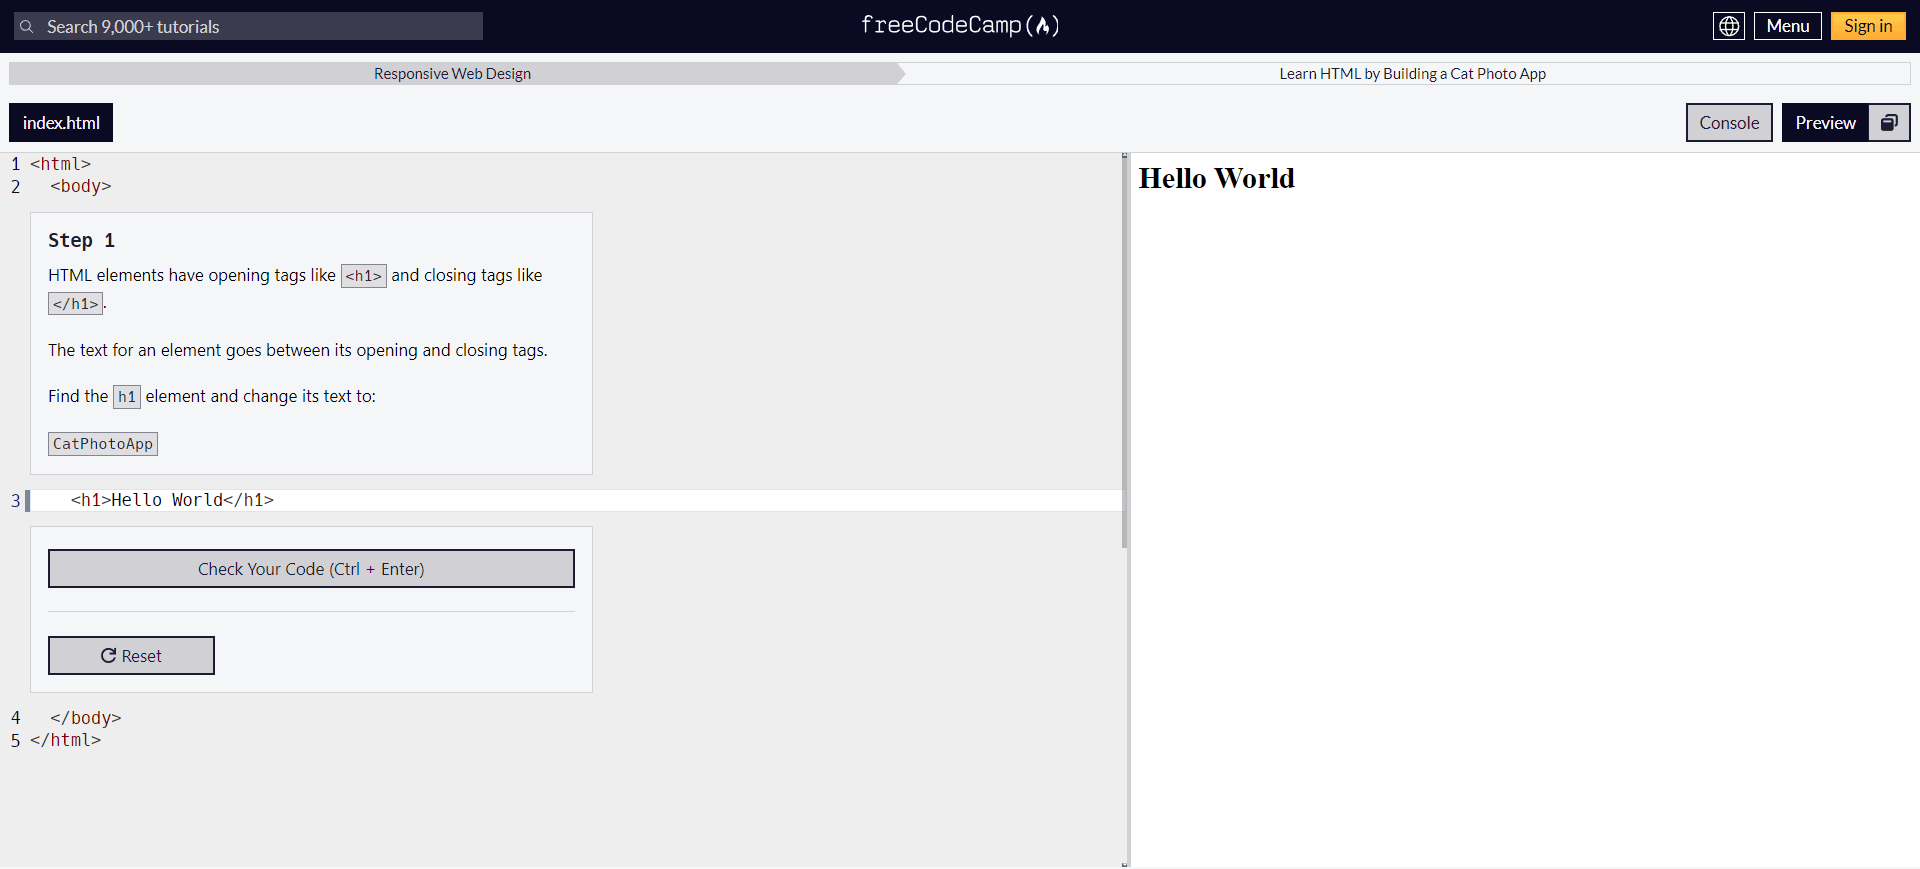 Search 9,000+ tutorials
freeCodeCamp
Menu
Sign in
Responsive Web Design
Learn HTML by Building a Cat Photo App
index.html
Console
Preview
1 <html>
2 <body>
Step 1
HTML elements have opening tags like <h1> and closing tags like
</h1>.
The text for an element goes between its opening and closing tags.
Find the h1 element and change its text to:
CatPhotoApp
3 <h1>Hello World</h1>
Check Your Code (Ctrl + Enter)
Reset
4 </body>
5 </html>
Hello World